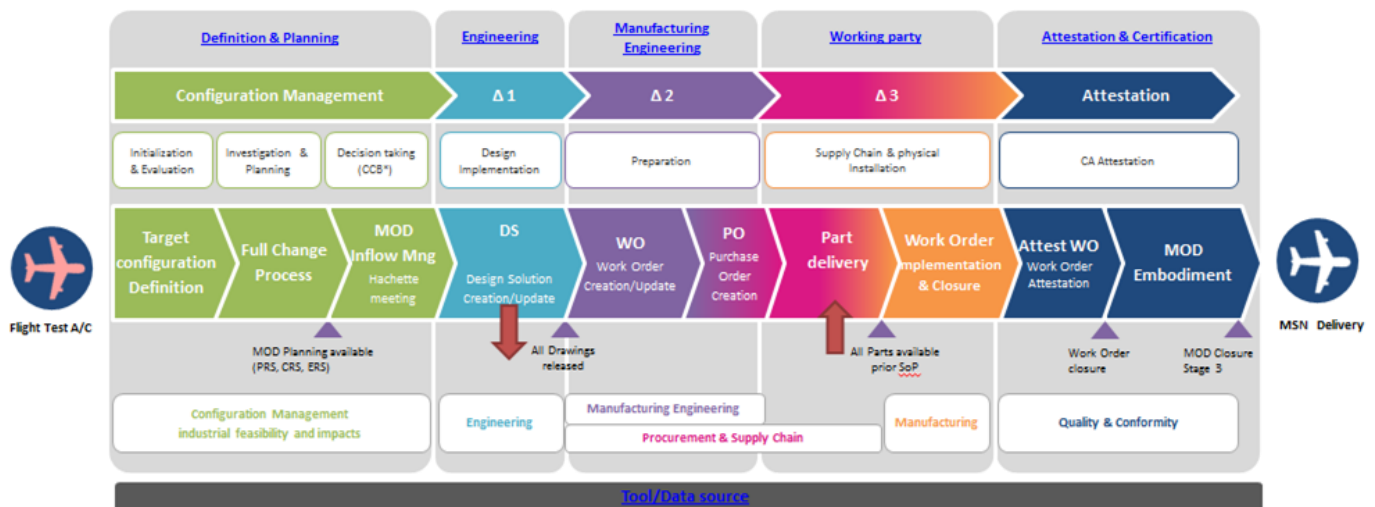 Definition & Planning
Engineering
Manufacturing
Engineering
Working party
Attestation & Certification
Configuration Management
Δ 1
Δ 2
Δ 3
Attestation
Initialization
& Evaluation
Investigation &
Planning
Decision taking
(CCB*)
Design
Implementation
Preparation
Supply Chain & physical
Installation
CA Attestation
Target
configuration
Definition
Full Change
Process
MOD
Inflow Mng
Hachette
meeting
DS
Design Solution
Creation/Update
WO
Work Order
Creation/Update
PO
Purchase
Order
Creation
Part
delivery
Work Order
mplementation
& Closure
Attest WO
Work Order
Attestation
MOD
Embodiment
Flight Test A/C
MSN Delivery
MOD Planning available
(PRS, CRS, ERS)
All Drawings
released
All Parts available
prior SoP
Work Order
closure
MOD Closure
Stage 3
Configuration Management
industrial feasibility and impacts
Engineering
Manufacturing Engineering
Procurement & Supply Chain
Manufacturing
Quality & Conformity
Tool/Data source